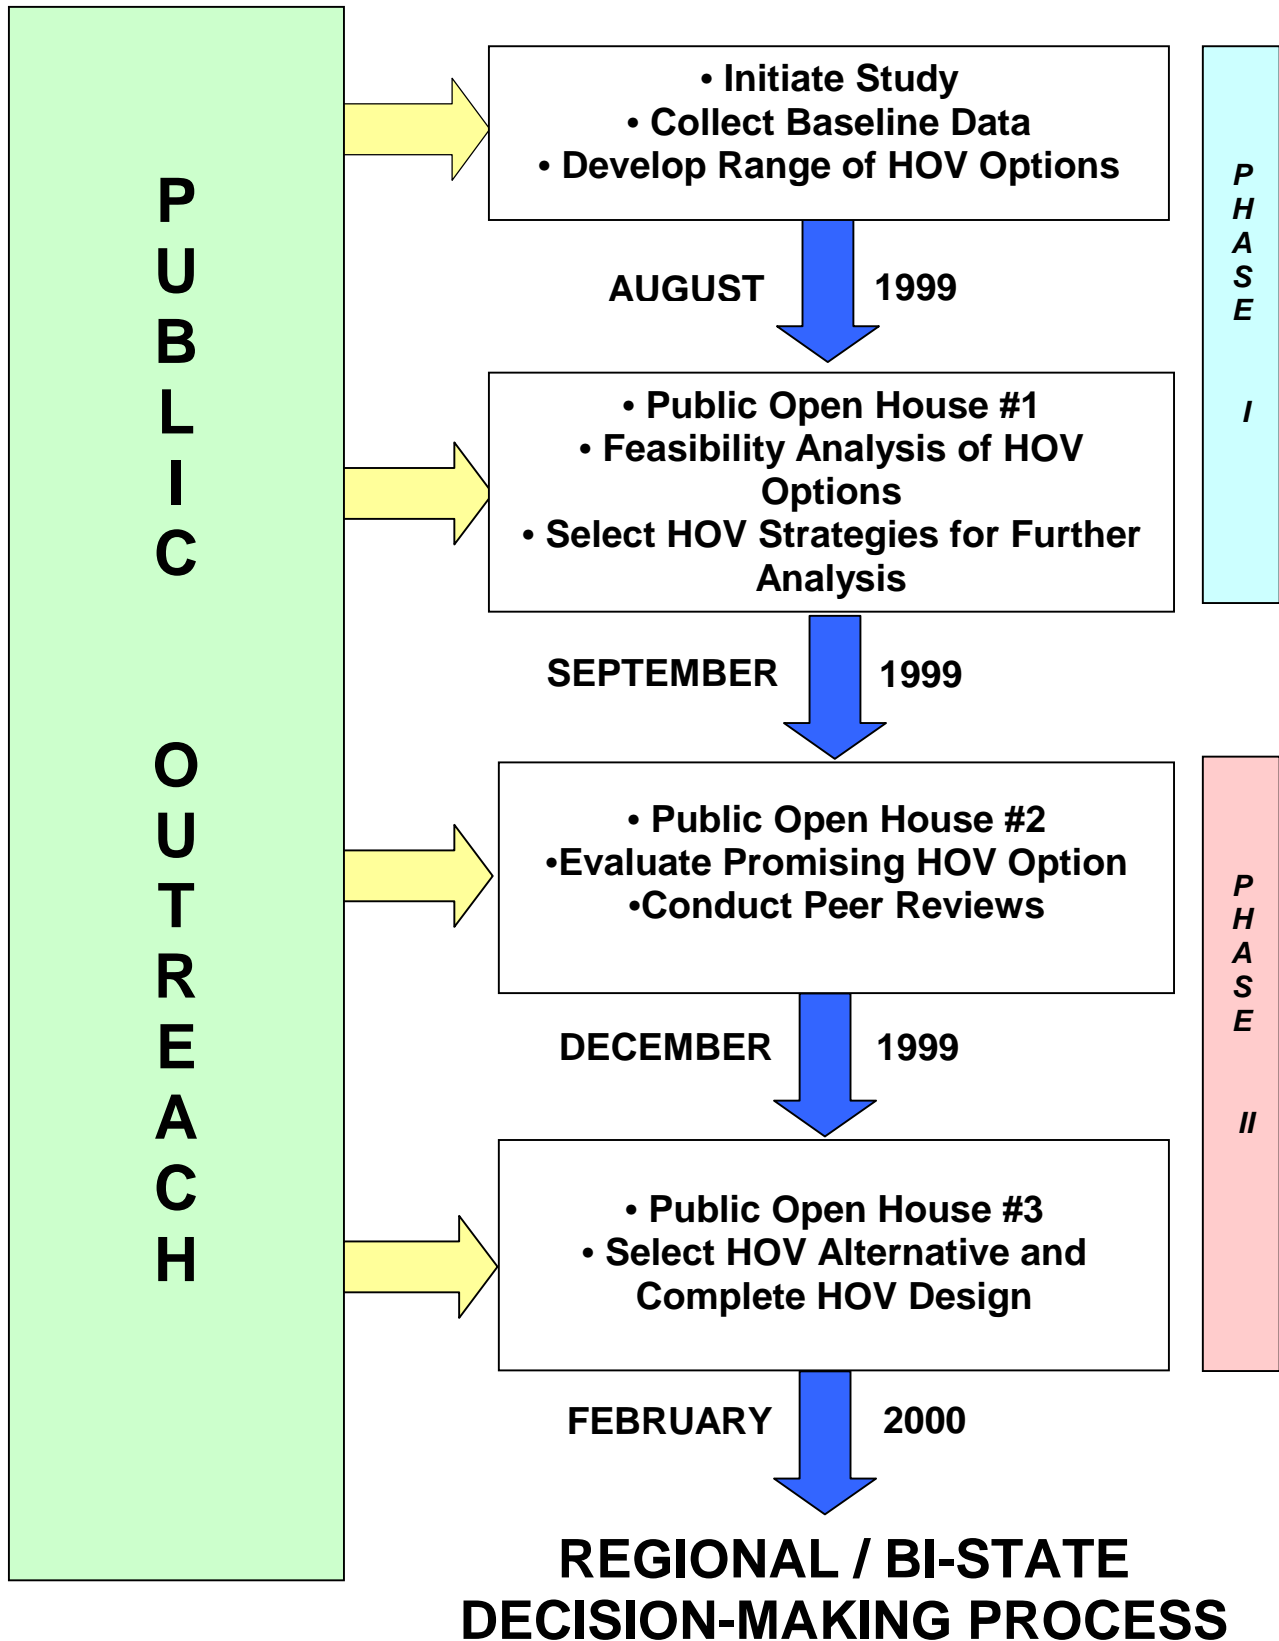 PUBLIC OUTREACH
• Initiate Study
• Collect Baseline Data
• Develop Range of HOV Options
AUGUST 1999
• Public Open House #1
• Feasibility Analysis of HOV
Options
• Select HOV Strategies for Further
Analysis
PHASE I
SEPTEMBER 1999
• Public Open House #2
•Evaluate Promising HOV Option
•Conduct Peer Reviews
DECEMBER 1999
• Public Open House #3
• Select HOV Alternative and
Complete HOV Design
PHASE II
FEBRUARY 2000
REGIONAL / BI-STATE
DECISION-MAKING PROCESS